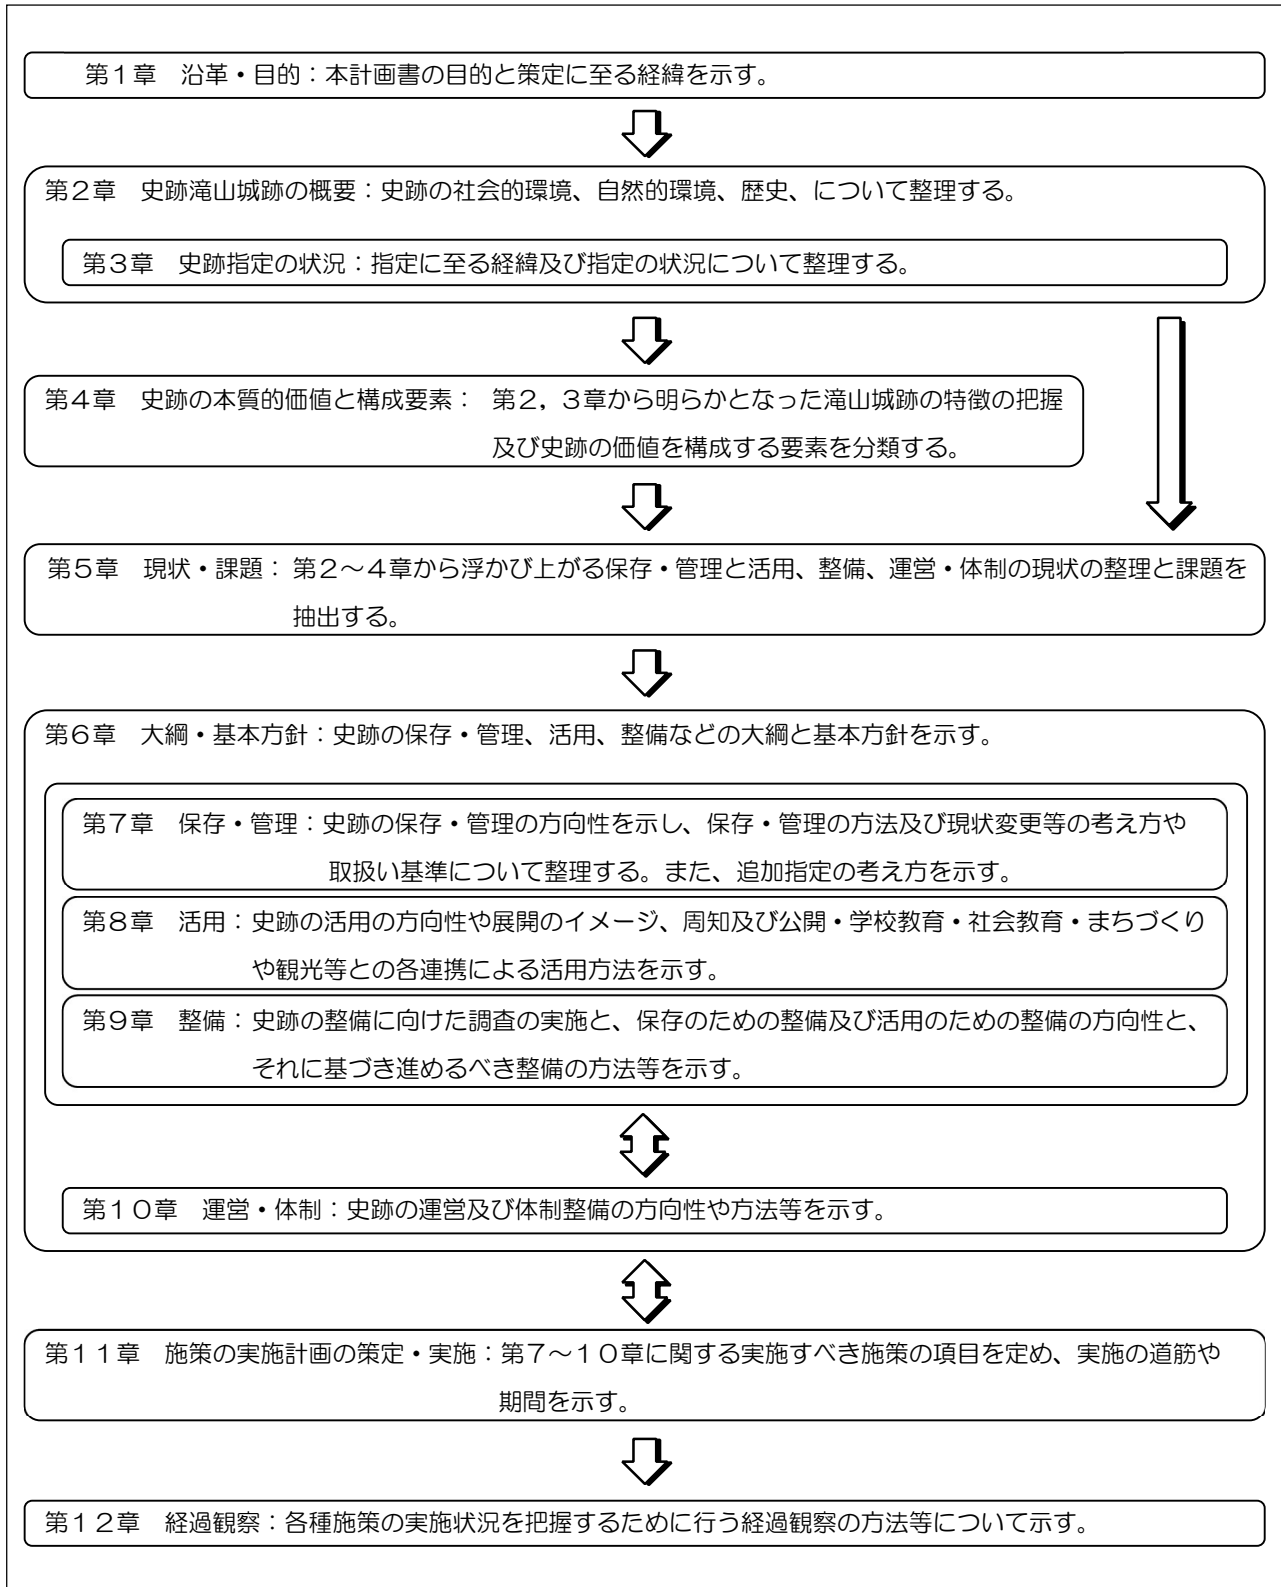 第１章　沿革・目的：本計画書の目的と策定に至る経緯を示す。
第２章　史跡滝山城跡の概要：史跡の社会的環境、自然的環境、歴史、について整理する。
第３章　史跡指定の状況：指定に至る経緯及び指定の状況について整理する。
第４章　史跡の本質的価値と構成要素：　第２，３章から明らかとなった滝山城跡の特徴の把握
及び史跡の価値を構成する要素を分類する。
第５章　現状・課題：第２～４章から浮かび上がる保存・管理と活用、整備、運営・体制の現状の整理と課題を
抽出する。
第６章　大綱・基本方針：史跡の保存・管理、活用、整備などの大綱と基本方針を示す。
第７章　保存・管理：史跡の保存・管理の方向性を示し、保存・管理の方法及び現状変更等の考え方や
取扱い基準について整理する。また、追加指定の考え方を示す。
第８章　活用：史跡の活用の方向性や展開のイメージ、周知及び公開・学校教育・社会教育・まちづくり
や観光等との各連携による活用方法を示す。
第９章　整備：史跡の整備に向けた調査の実施と、保存のための整備及び活用のための整備の方向性と、
それに基づき進めるべき整備の方法等を示す。
第１０章　運営・体制：史跡の運営及び体制整備の方向性や方法等を示す。
第１１章　施策の実施計画の策定・実施：第７～１０章に関する実施すべき施策の項目を定め、実施の道筋や
期間を示す。
第１２章　経過観察：各種施策の実施状況を把握するために行う経過観察の方法等について示す。